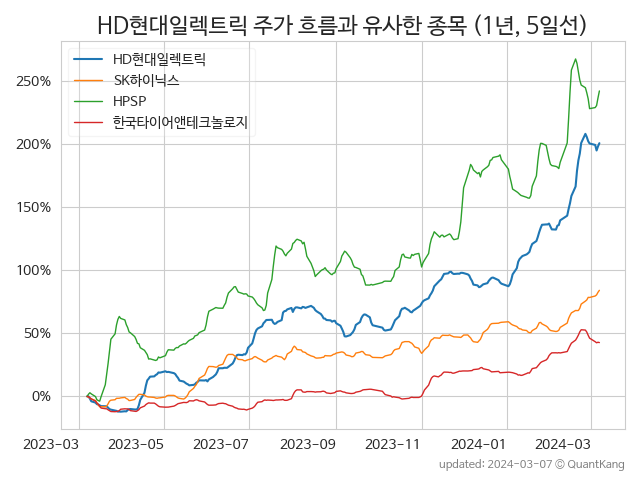 HD현대일렉트릭 주가 흐름과 유사한 종목 (1년, 5일선)
HD현대일렉트릭
SK하이닉스
HPSP
한국타이어앤테크놀로지
250%
200%
150%
100%
50%
0%
2023-03 2023-05 2023-07 2023-09 2023-11 2024-01 2024-03
updated: 2024-03-07 © QuantKang